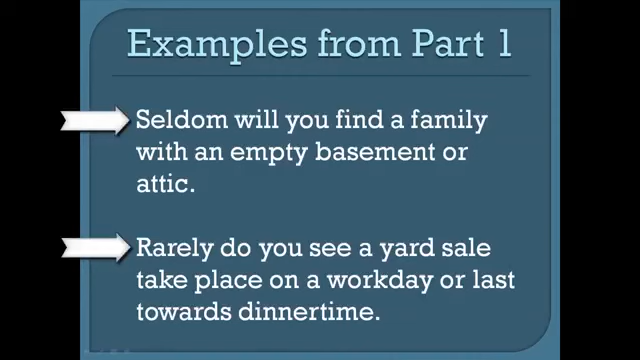 Examples from Part 1
Seldom will you find a family
with an empty basement or
attic.
Rarely do you see a yard sale
take place on a workday or last
towards dinnertime.